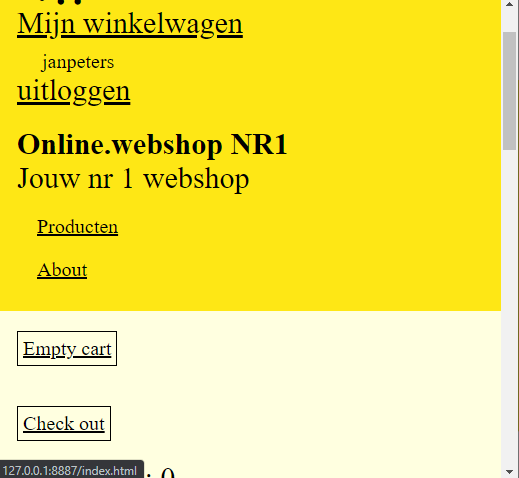 Mijn winkelwagen
janpeters
uitloggen
Online.webshop NR1
Jouw nr 1 webshop
Producten
About
Empty cart
Check out
127.0.0.1:8887/index.html
: 0